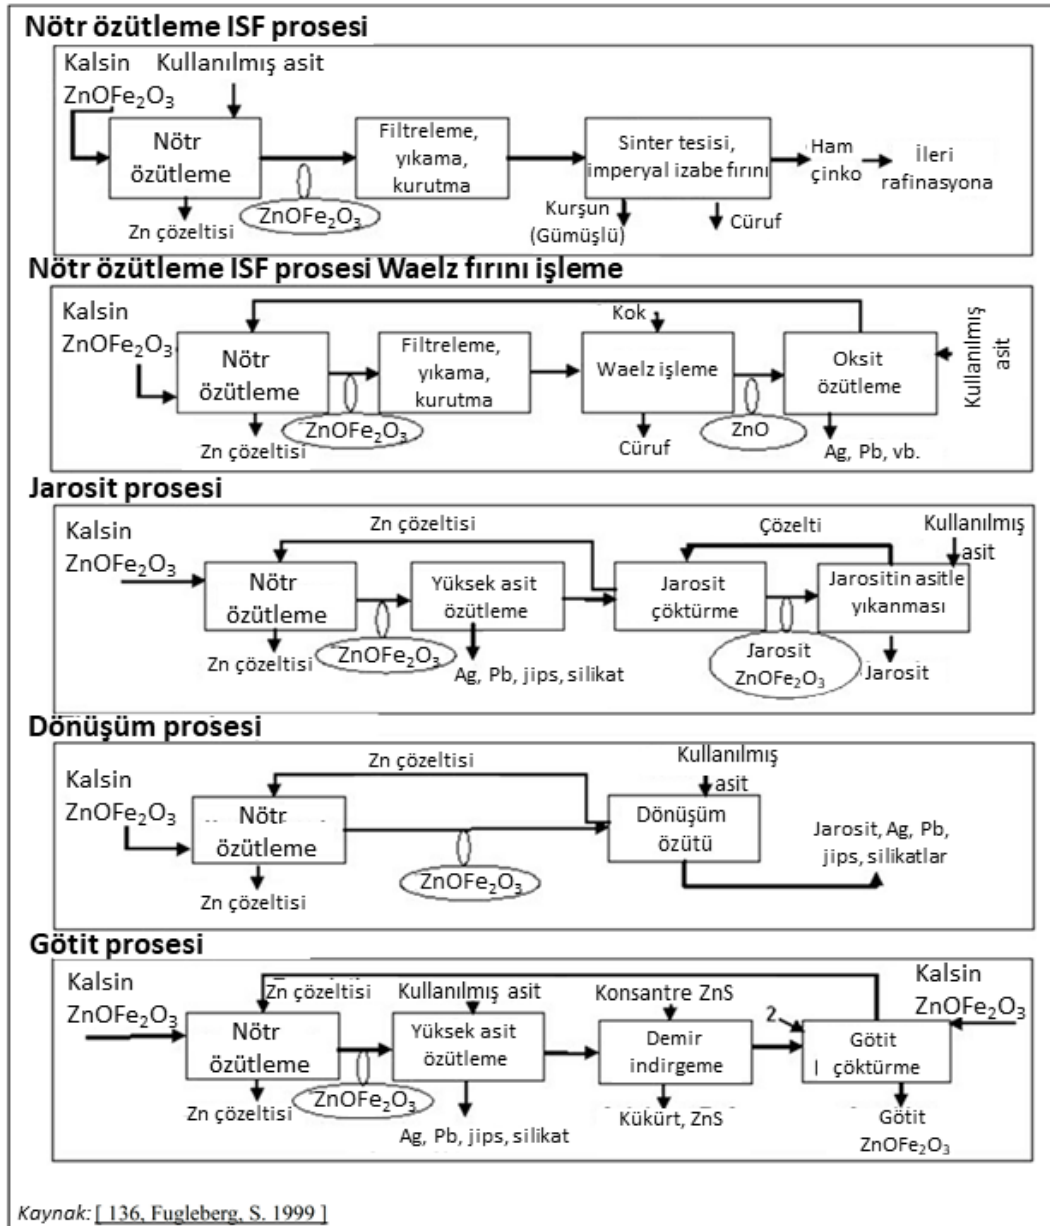 Nötr özütleme ISF prosesi
Kalsin
ZnOFe₂O₃
Kullanılmış asit
Nötr
özütleme
Zn çözeltisi
ZnOFe₂O₃
Filtreleme,
yıkama,
kurutma
Sinter tesisi,
imperyal izabe fırını
Kurşun
(Gümüşlü)
Cüruf
Ham
çinko
İleri
rafinasyona
Nötr özütleme ISF prosesi Waelz fırını işleme
Kalsin
ZnOFe₂O₃
Nötr
özütleme
Zn çözeltisi
ZnOFe₂O₃
Filtreleme,
yıkama,
kurutma
Kok
Waelz işleme
Cüruf
ZnO
Oksit
özütleme
Ag, Pb, vb.
Kullanılmış
asit
Jarosit prosesi
Kalsin
ZnOFe₂O₃
Zn çözeltisi
Nötr
özütleme
Zn çözeltisi
ZnOFe₂O₃
Yüksek asit
özütleme
Ag, Pb, jips, silikat
Jarosit
çöktürme
Çözelti
Jarosit
ZnOFe₂O₃
Kullanılmış
asit
Jarositin asitle
yıkanması
Jarosit
Dönüşüm prosesi
Kalsin
ZnOFe₂O₃
Zn çözeltisi
Nötr
özütleme
Zn çözeltisi
ZnOFe₂O₃
Kullanılmış
asit
Dönüşüm
özütü
Jarosit, Ag, Pb,
jips, silikatlar
Götit prosesi
Kalsin
ZnOFe₂O₃
Zn çözeltisi
Nötr
özütleme
Zn çözeltisi
ZnOFe₂O₃
Kullanılmış asit
Yüksek asit
özütleme
Ag, Pb, jips, silikat
Konsantre ZnS
Demir
indirgeme
Kükürt, ZnS
2
Götit
çöktürme
Kalsin
ZnOFe₂O₃
Götit
ZnOFe₂O₃
Kaynak: [ 136, Fugleberg, S. 1999 ]